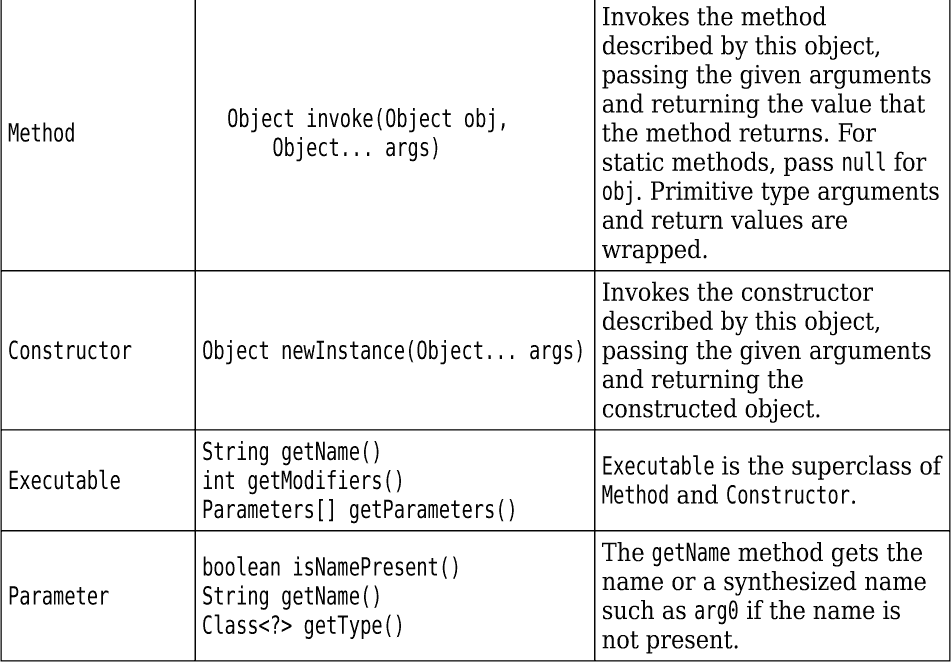 Method
Object invoke(Object obj,
Object... args)
Invokes the method
described by this object,
passing the given arguments
and returning the value that
the method returns. For
static methods, pass null for
obj. Primitive type arguments
and return values are
wrapped.
Constructor
Object newInstance(Object... args)
Invokes the constructor
described by this object,
passing the given arguments
and returning the
constructed object.
Executable
String getName()
int getModifiers()
Parameters[] getParameters()
Executable is the superclass of
Method and Constructor.
Parameter
boolean isNamePresent()
String getName()
Class<?> getType()
The getName method gets the
name or a synthesized name
such as arg0 if the name is
not present.